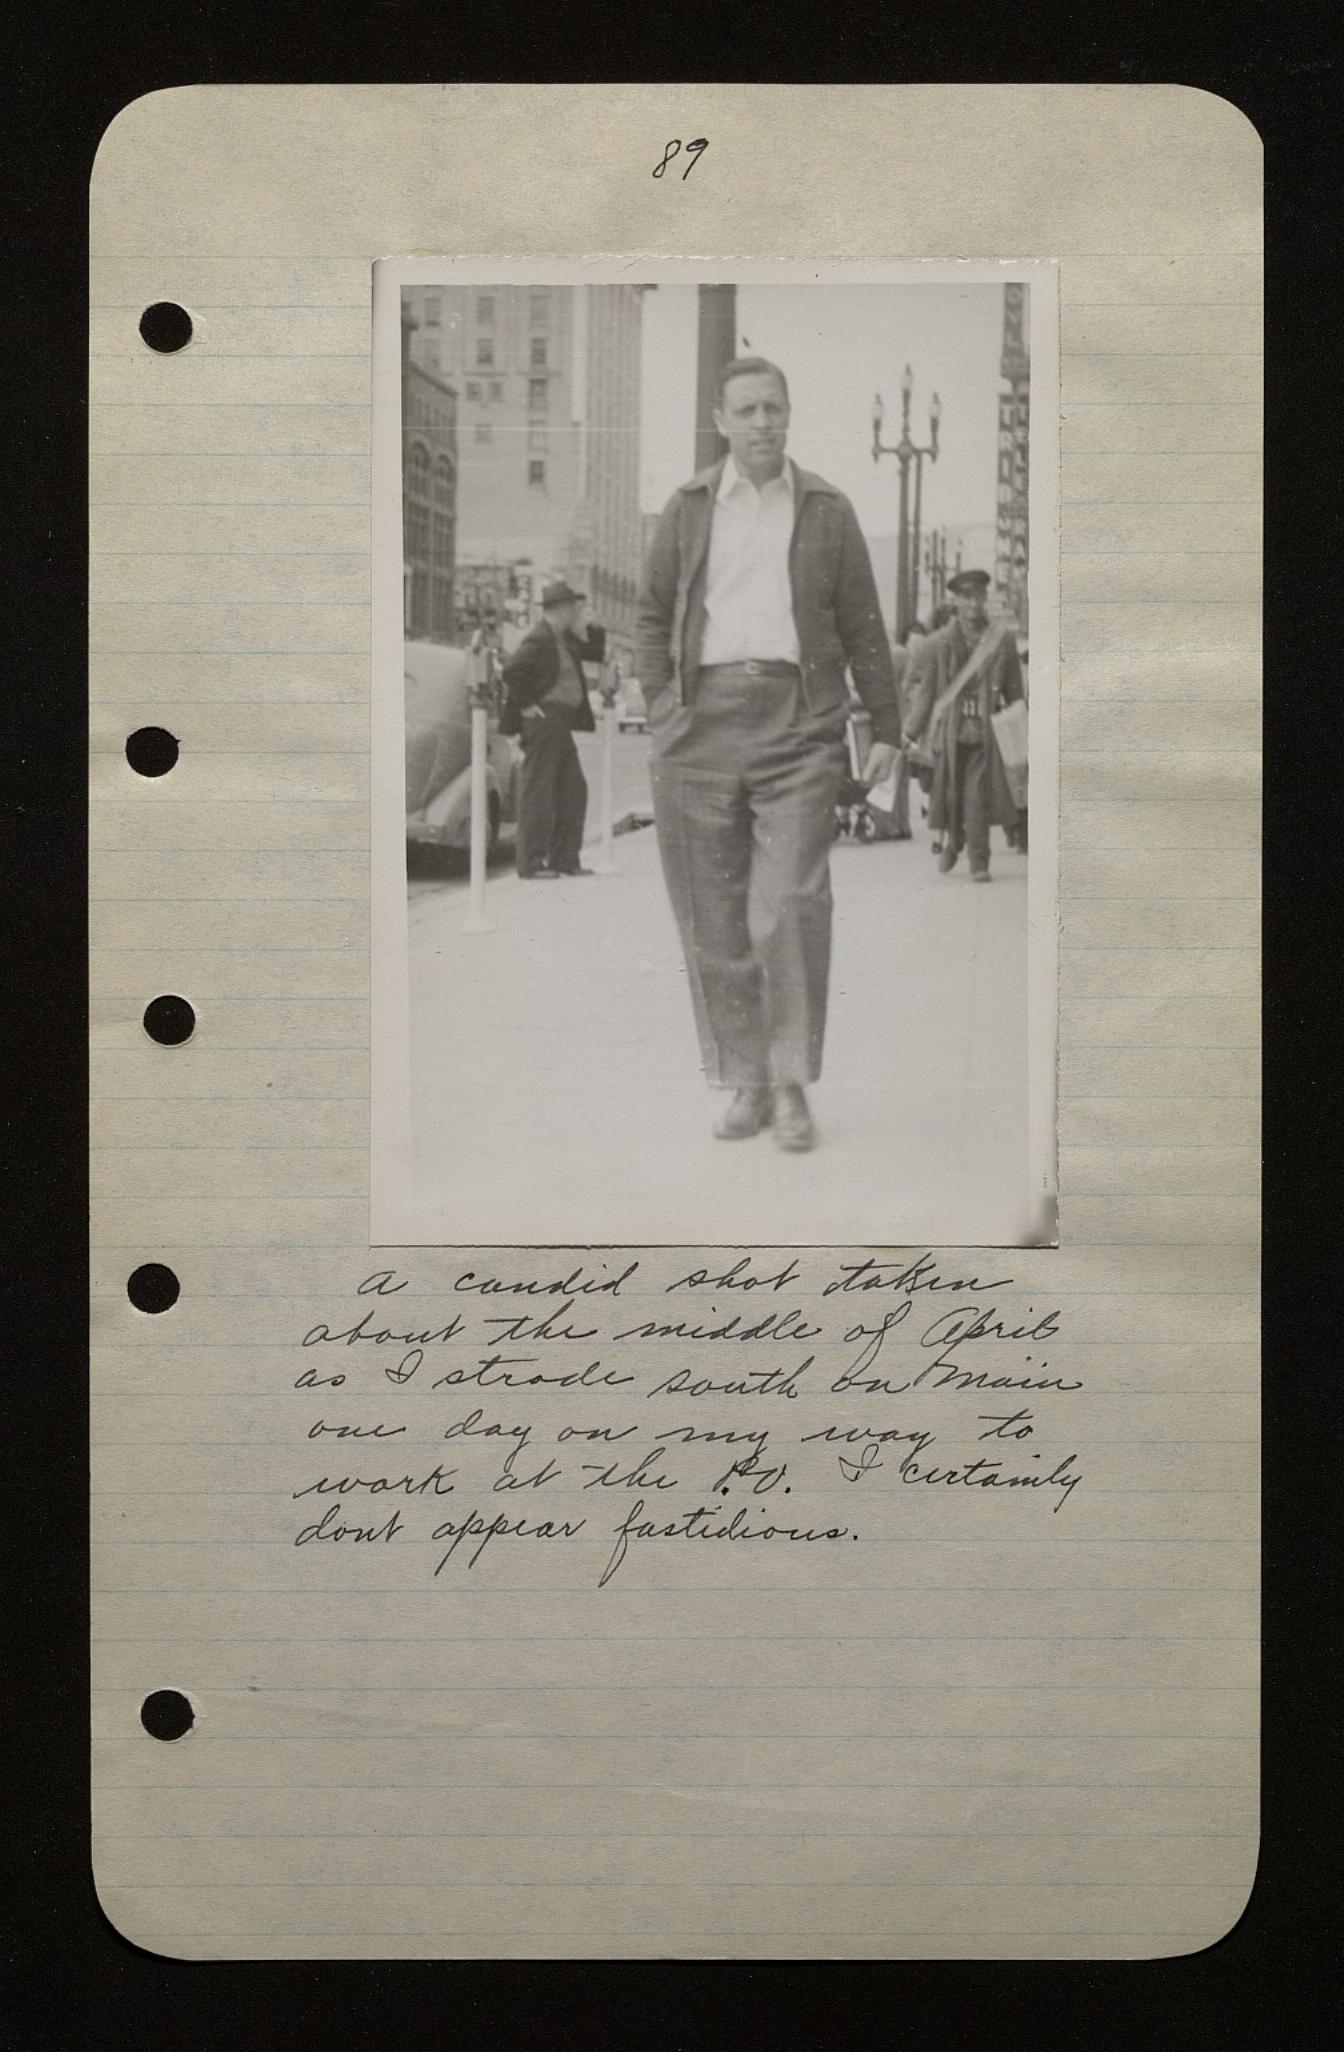 89
TRIBUNE
TELEGRAM
A candid shot taken
about the middle of April
as I strode south on Main
one day on my way to
work at the P.O. I certainly
dont appear fastidious.